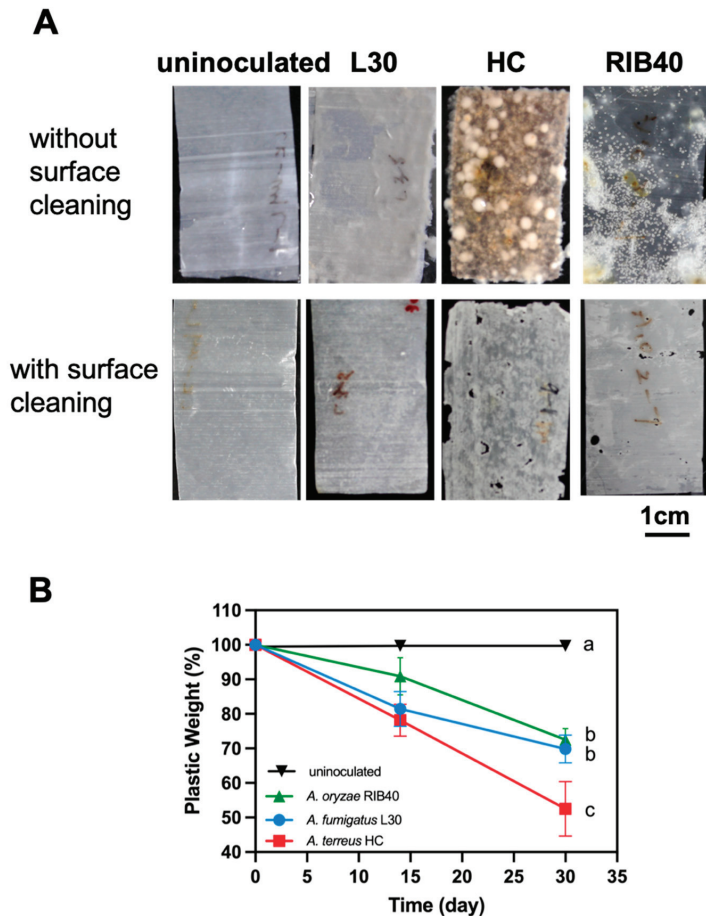 A
uninoculated L30 HC RIB40
without
surface
cleaning
with surface
cleaning
1cm
B
110
100
90
80
70
60
50
40
Plastic Weight (%)
a
b
b
c
uninoculated
A. oryzae RIB40
A. fumigatus L30
A. terreus HC
0 5 10 15 20 25 30 35
Time (day)